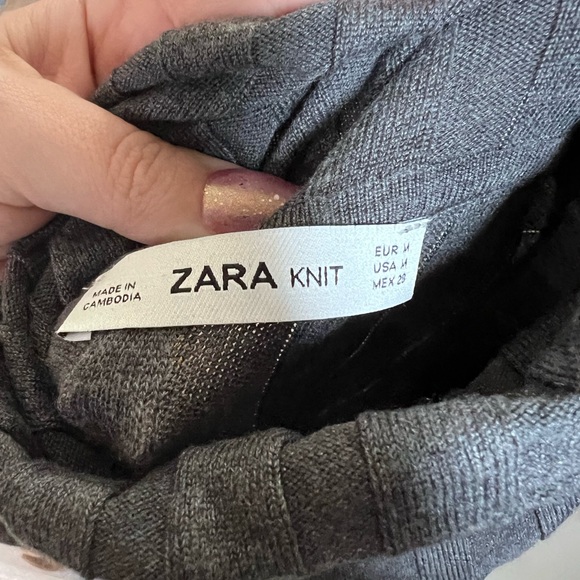 MADE IN
CAMBODIA
ZARA KNIT
EUR M
USA M
MEX 28